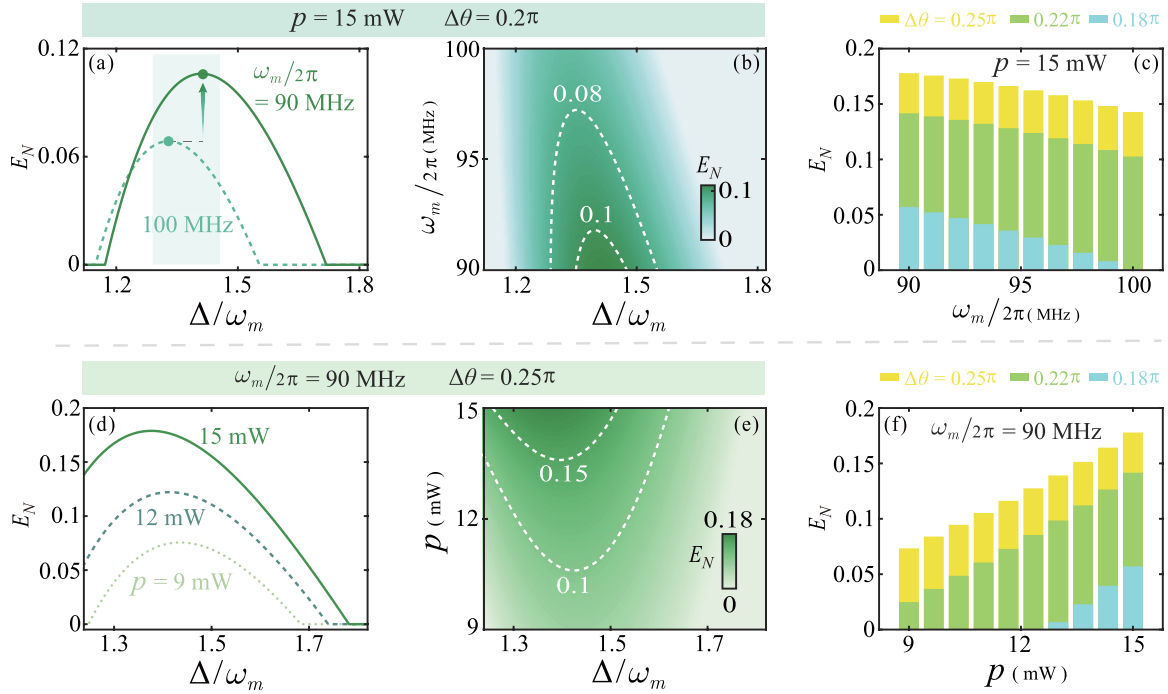 p = 15 mW Δθ = 0.2π
Δθ = 0.25π 0.22π 0.18π
(a)
ω_m/2π
= 90 MHz
100 MHz
E_N
0.12
0.06
0
1.2 1.5 1.8
Δ/ω_m
(b)
0.08
0.1
E_N
0.1
0
ω_m/2π(MHz)
100
95
90
1.2 1.5 1.8
Δ/ω_m
p = 15 mW (c)
E_N
0.2
0.15
0.1
0.05
0
90 95 100
ω_m/2π(MHz)
ω_m/2π = 90 MHz Δθ = 0.25π
Δθ = 0.25π 0.22π 0.18π
(d)
15 mW
12 mW
p = 9 mW
E_N
0.2
0.15
0.1
0.05
0
1.3 1.5 1.7
Δ/ω_m
(e)
0.15
0.1
0.18
E_N
0
p (mW)
15
12
9
1.3 1.5 1.7
Δ/ω_m
(f)
ω_m/2π = 90 MHz
E_N
0.2
0.15
0.1
0.05
0
9 12 15
p (mW)